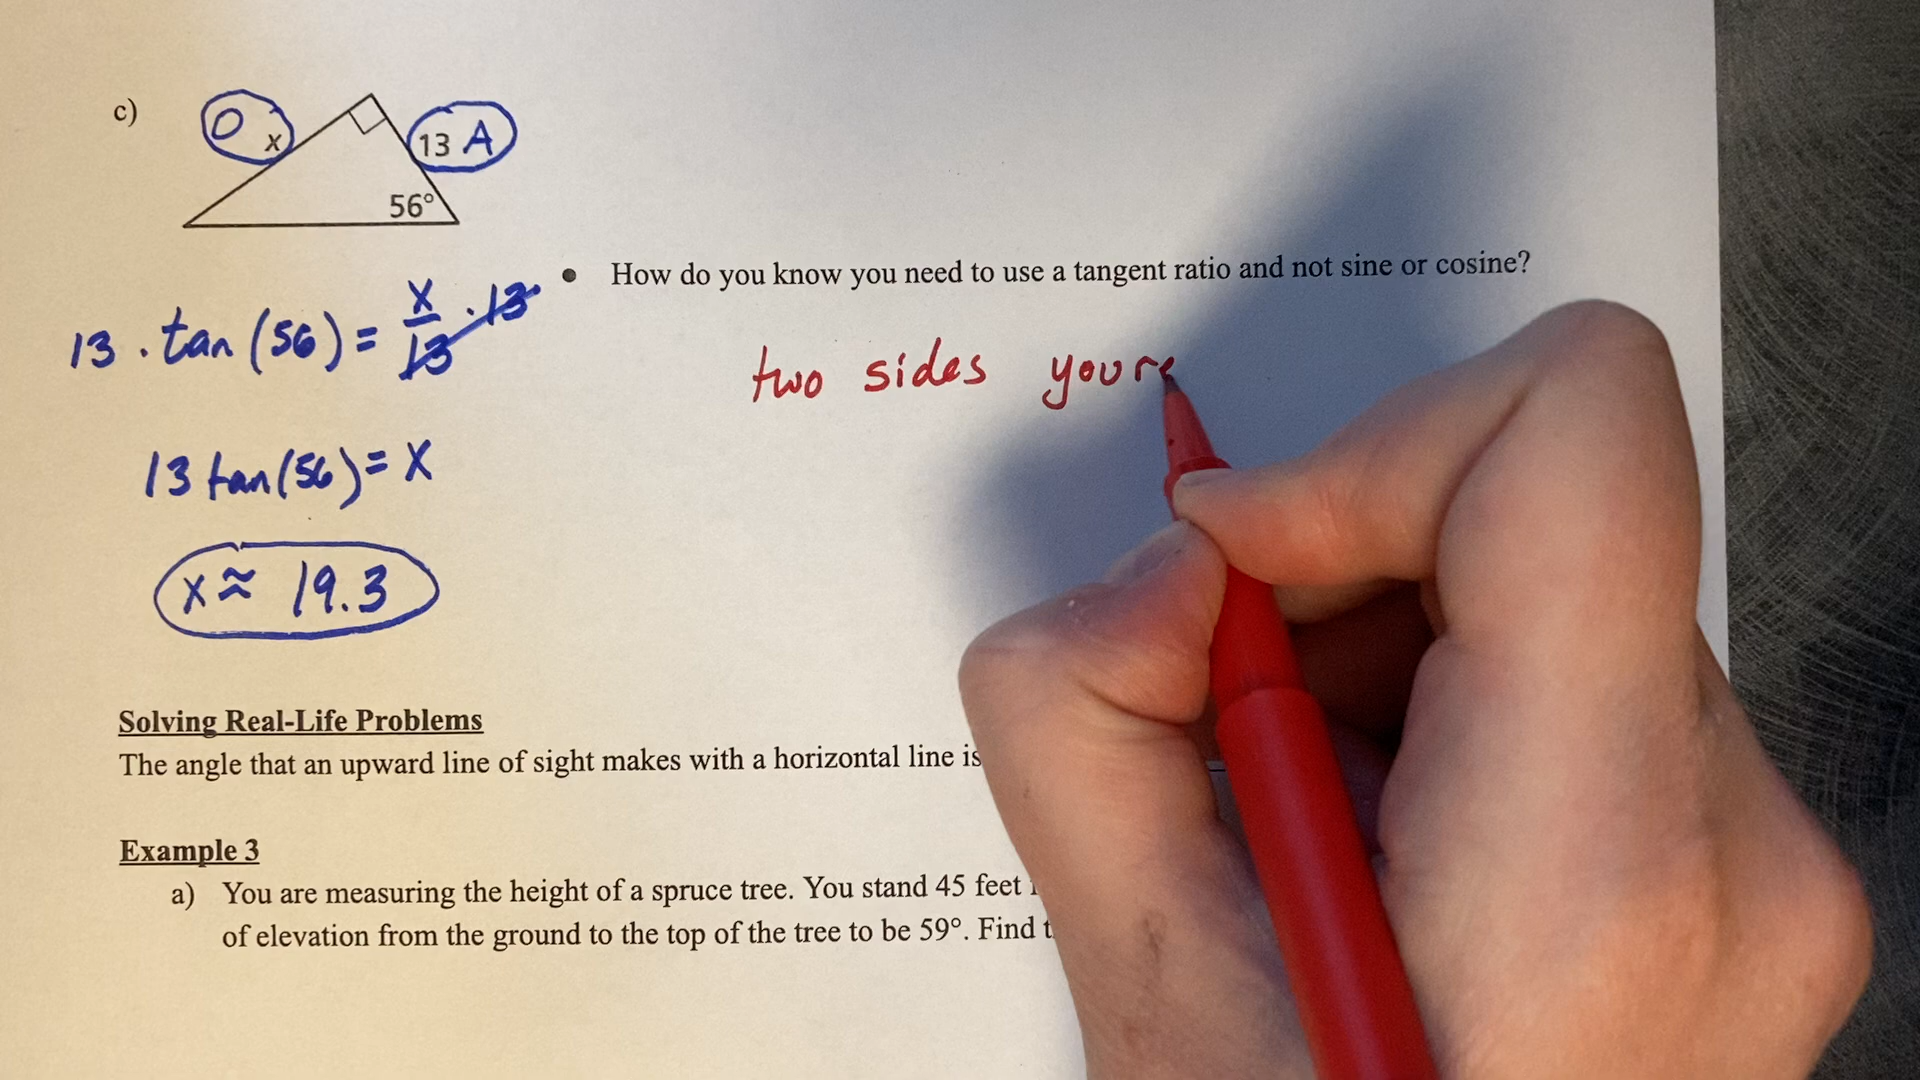 c)
O x
13 A
56°
How do you know you need to use a tangent ratio and not sine or cosine?
13 · tan (56) = x/13 · 13
two sides youre
13 tan(56) = x
x ≈ 19.3
Solving Real-Life Problems
The angle that an upward line of sight makes with a horizontal line is
Example 3
a) You are measuring the height of a spruce tree. You stand 45 feet
of elevation from the ground to the top of the tree to be 59°. Find